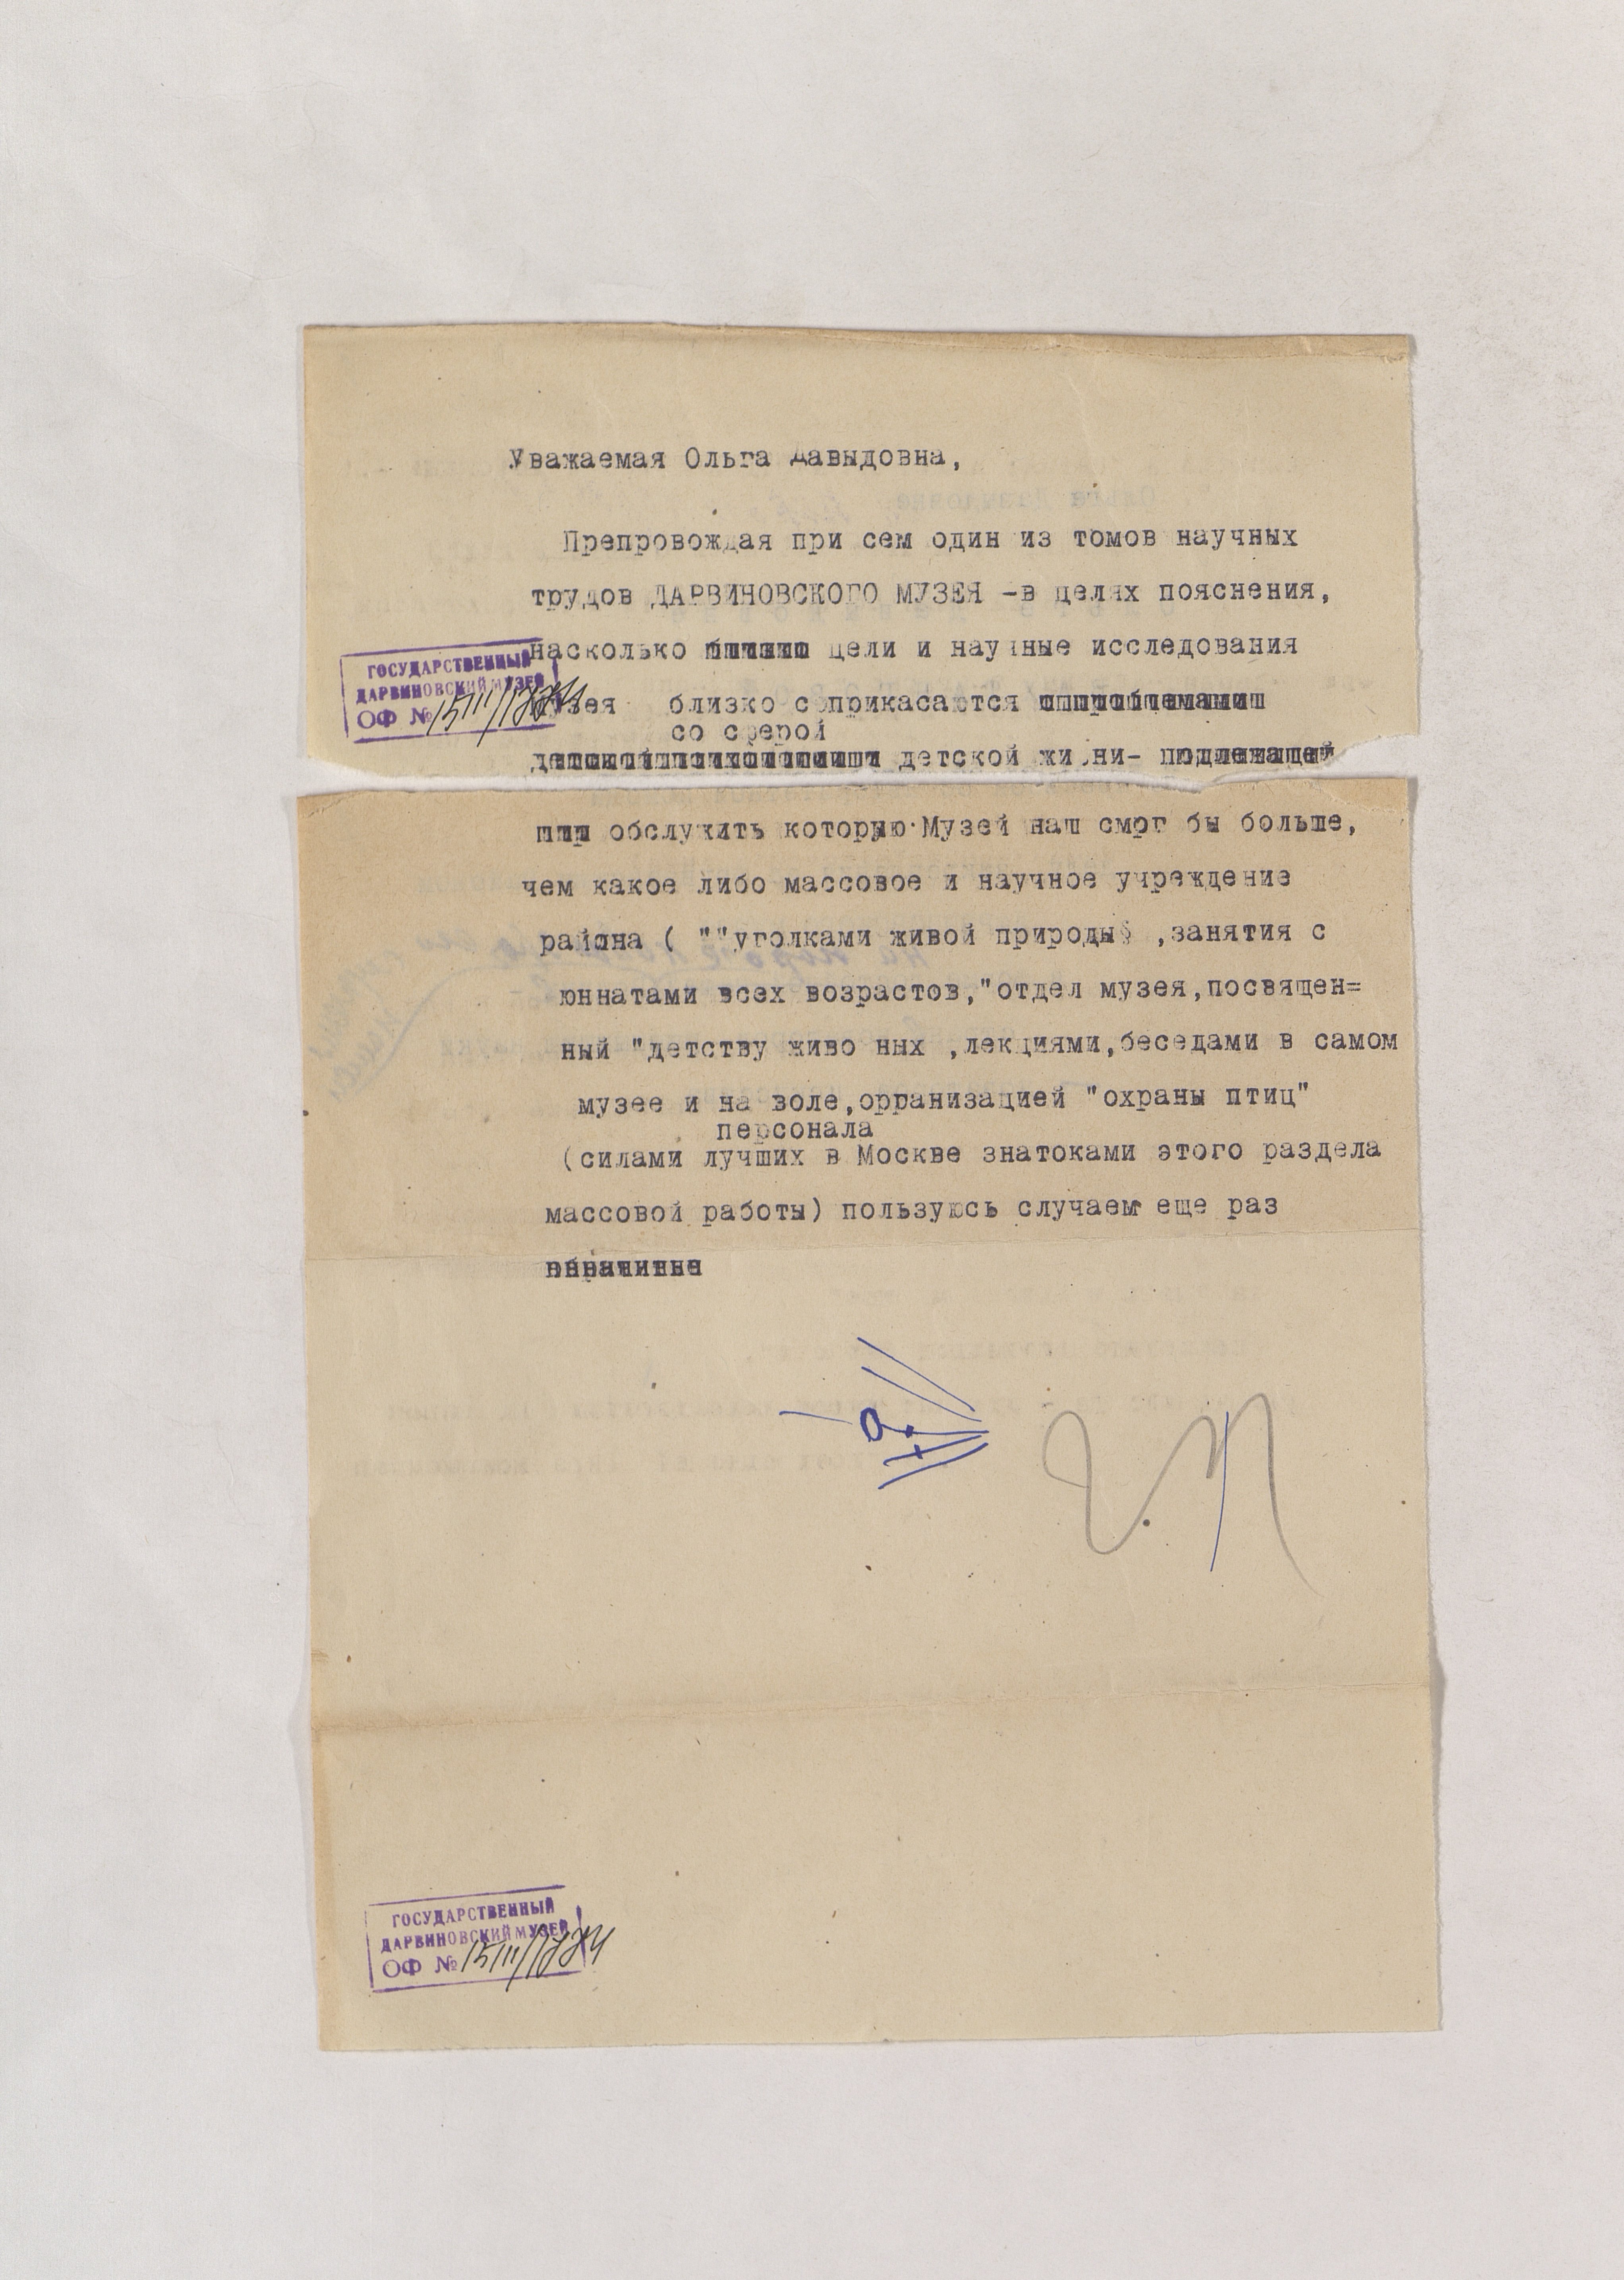 Уважаемая Ольга Давыдовна,
Препровождая при сем один из томов научных
трудов ДАРВИНОВСКОГО МУЗЕЯ -в целях пояснения,
насколько цели и научные исследования
Музея близко соприкасаются
со сферой
детской жизни-
обслужить которую Музей наш смог бы больше,
чем какое либо массовое и научное учреждение
района ( ""уголками живой природы" ,занятия с
юннатами всех возрастов,"отдел музея,посвящен=
ный "детству живо ных ,лекциями,беседами в самом
музее и на воле,организацией "охраны птиц"
персонала
(силами лучших в Москве знатоками этого раздела
массовой работы) пользуюсь случаем еще раз
ГОСУДАРСТВЕННЫЙ
ДАРВИНОВСКИЙ МУЗЕЙ
ОФ №
ГОСУДАРСТВЕННЫЙ
ДАРВИНОВСКИЙ МУЗЕЙ
ОФ №